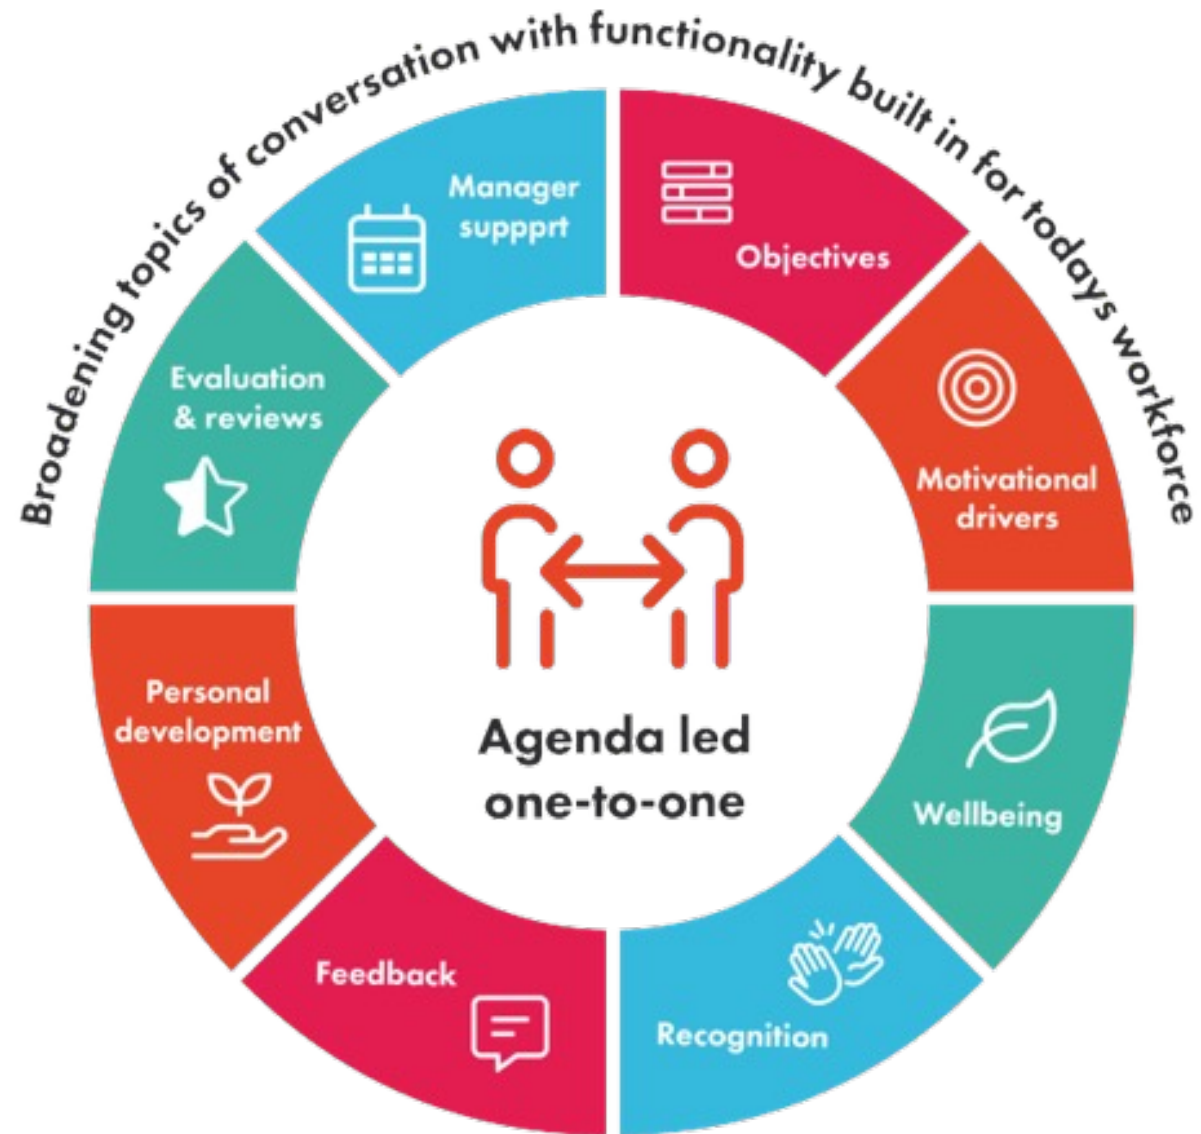 Broadening topics of conversation with functionality built in for todays workforce
Manager
suppprt
Objectives
Motivational
drivers
Wellbeing
Recognition
Feedback
Personal
development
Evaluation
& reviews
Agenda led
one-to-one